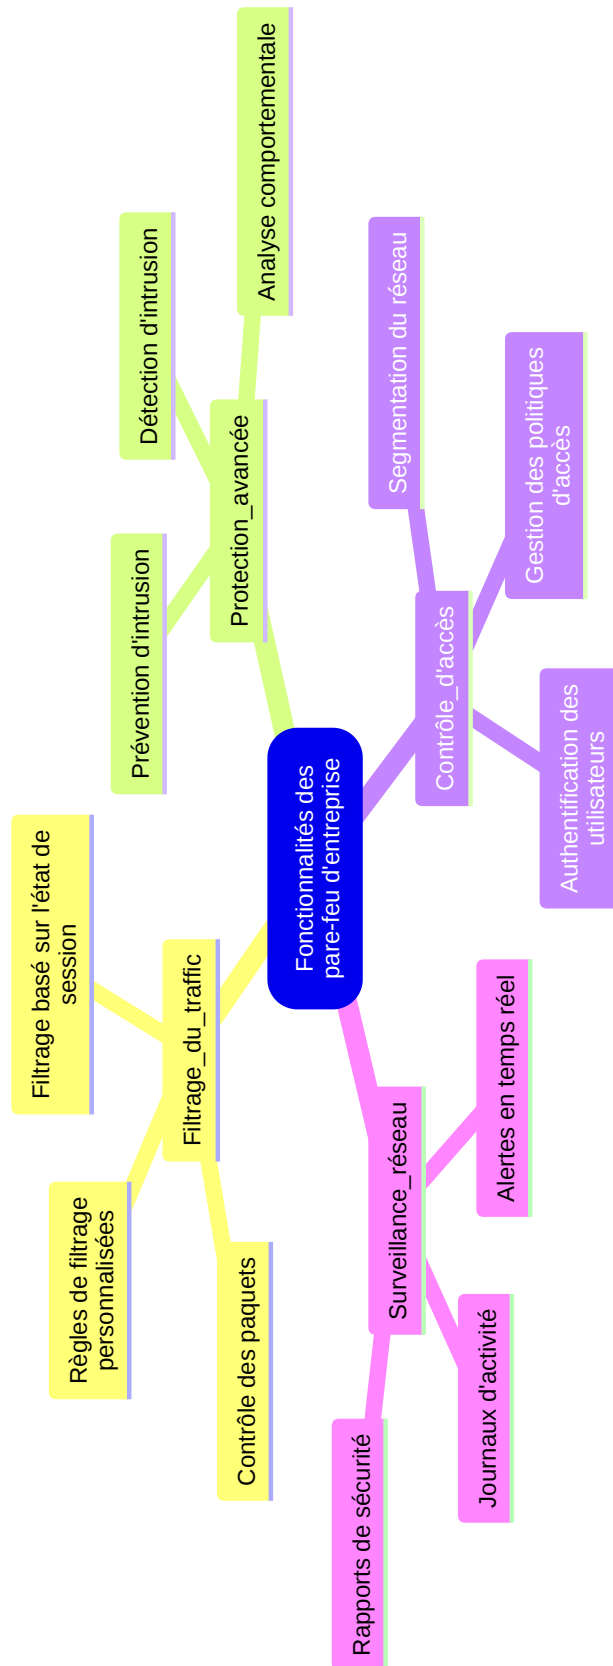 Fonctionnalités des
pare-feu d'entreprise
Filtrage_du_traffic
Contrôle des paquets
Règles de filtrage
personnalisées
Filtrage basé sur l'état de
session
Protection_avancée
Prévention d'intrusion
Détection d'intrusion
Analyse comportementale
Contrôle_d'accès
Segmentation du réseau
Gestion des politiques
d'accès
Authentification des
utilisateurs
Surveillance_réseau
Alertes en temps réel
Journaux d'activité
Rapports de sécurité